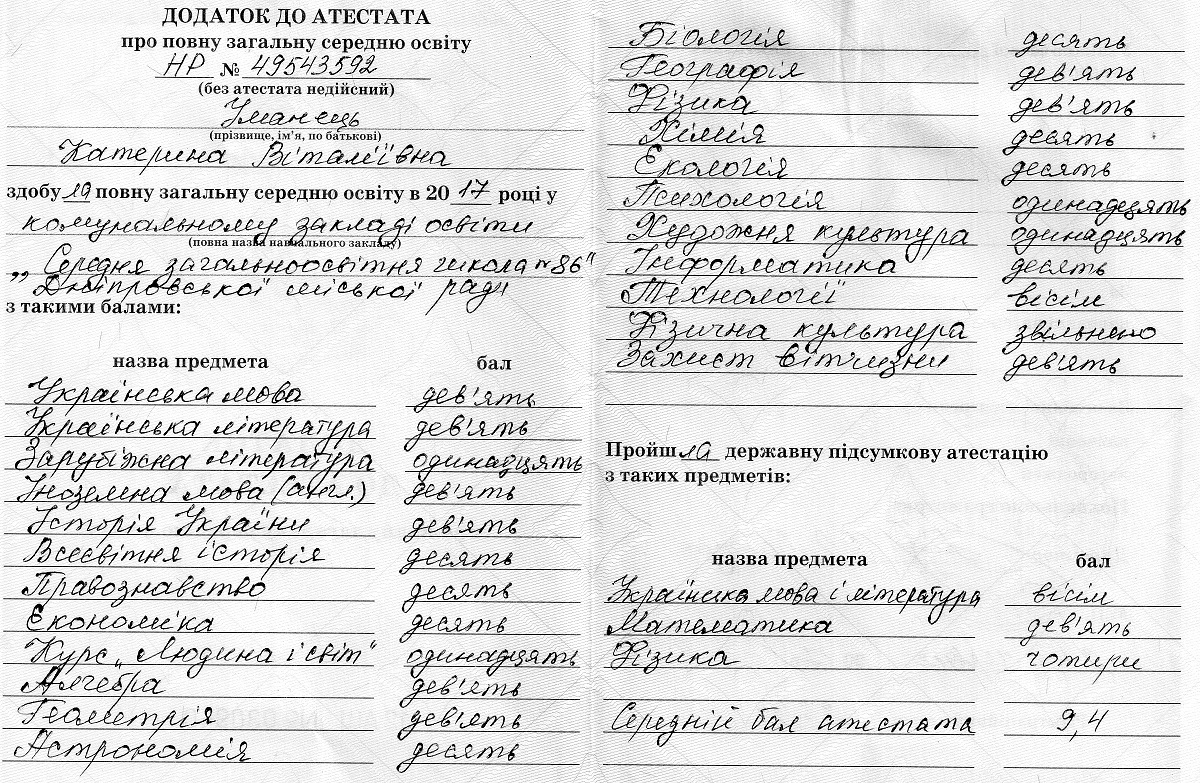 ДОДАТОК ДО АТЕСТАТА
про повну загальну середню освіту
НР № 49543592
(без атестата недійсний)
Уманець
(прізвище, ім'я, по батькові)
Катерина Віталіївна
здобула повну загальну середню освіту в 2017 році у
комунальному закладі освіти
(повна назва навчального закладу)
„Середня загальноосвітня школа №86"
Дніпровської міської ради
з такими балами:
назва предмета бал
Українська мова дев'ять
Українська література дев'ять
Зарубіжна література одинадцять
Іноземна мова (англ.) дев'ять
Історія України дев'ять
Всесвітня історія десять
Правознавство десять
Економіка десять
Курс „Людина і світ" одинадцять
Алгебра дев'ять
Геометрія дев'ять
Астрономія десять
Біологія десять
Географія дев'ять
Фізика дев'ять
Хімія десять
Екологія десять
Психологія одинадцять
Художня культура одинадцять
Інформатика десять
Технології вісім
Фізична культура звільнено
Захист Вітчизни дев'ять
Пройшла державну підсумкову атестацію
з таких предметів:
назва предмета бал
Українська мова і література вісім
Математика дев'ять
Фізика чотири
Середній бал атестата 9,4